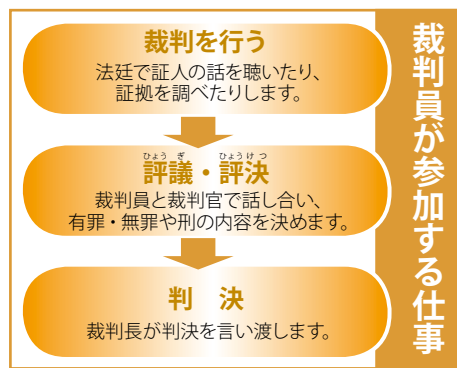 裁判員が参加する仕事
裁判を行う
法廷で証人の話を聴いたり、
証拠を調べたりします。
ひょうぎ ひょうけつ
評議・評決
裁判員と裁判官で話し合い、
有罪・無罪や刑の内容を決めます。
判　決
裁判長が判決を言い渡します。